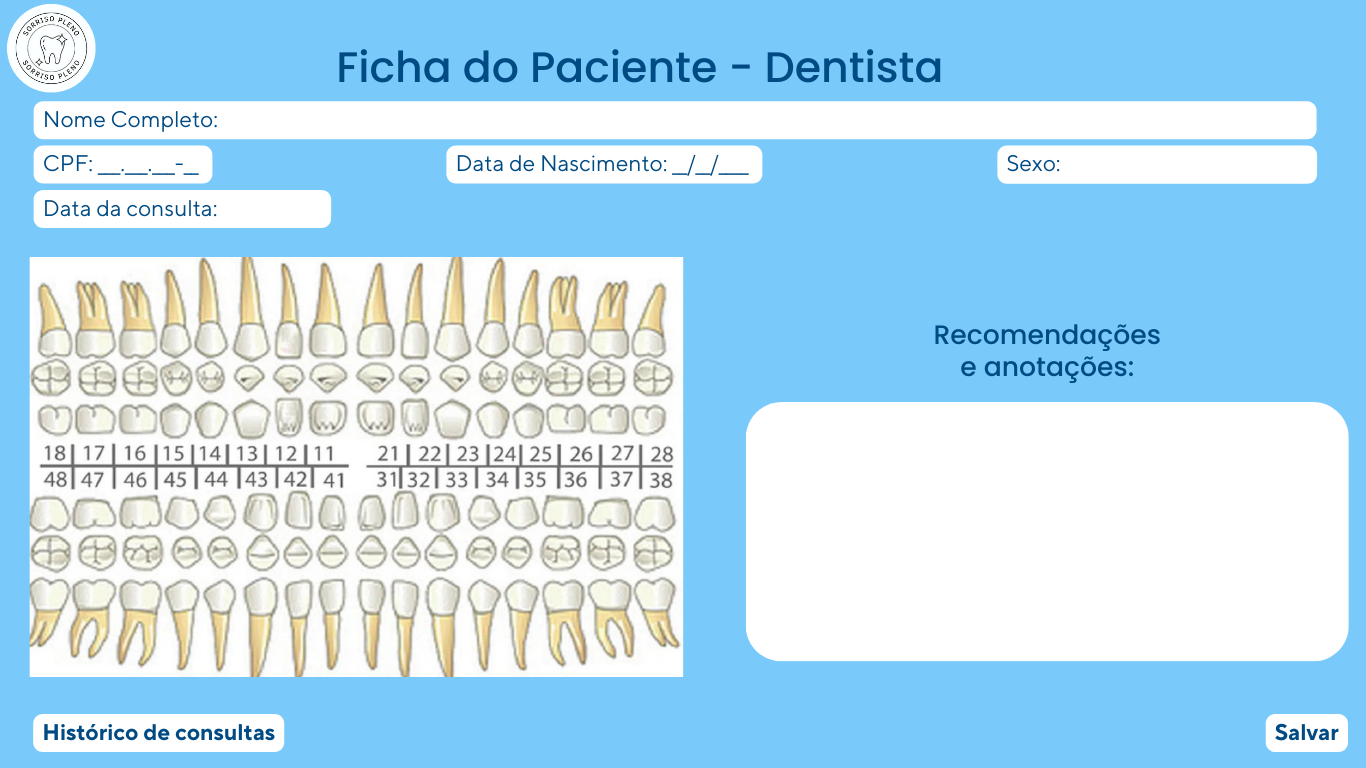 SORRISO PLENO
SORRISO PLENO
Ficha do Paciente - Dentista
Nome Completo:
CPF: __.__.__-_
Data de Nascimento: _/_/__
Sexo:
Data da consulta:
18 17 16 15 14 13 12 11 21 22 23 24 25 26 27 28
48 47 46 45 44 43 42 41 31 32 33 34 35 36 37 38
Recomendações
e anotações:
Histórico de consultas
Salvar